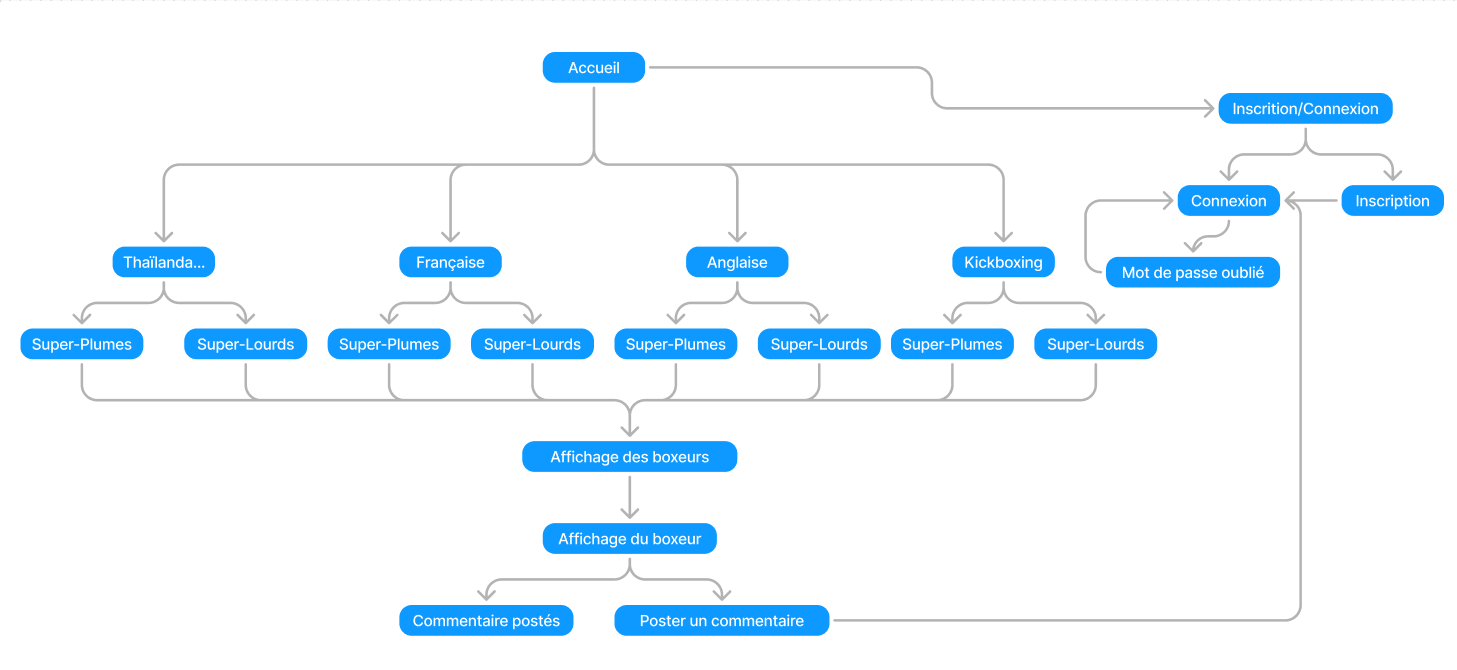 Accueil
Inscrition/Connexion
Connexion
Inscription
Mot de passe oublié
Thaïlanda...
Française
Anglaise
Kickboxing
Super-Plumes
Super-Lourds
Super-Plumes
Super-Lourds
Super-Plumes
Super-Lourds
Super-Plumes
Super-Lourds
Affichage des boxeurs
Affichage du boxeur
Commentaire postés
Poster un commentaire